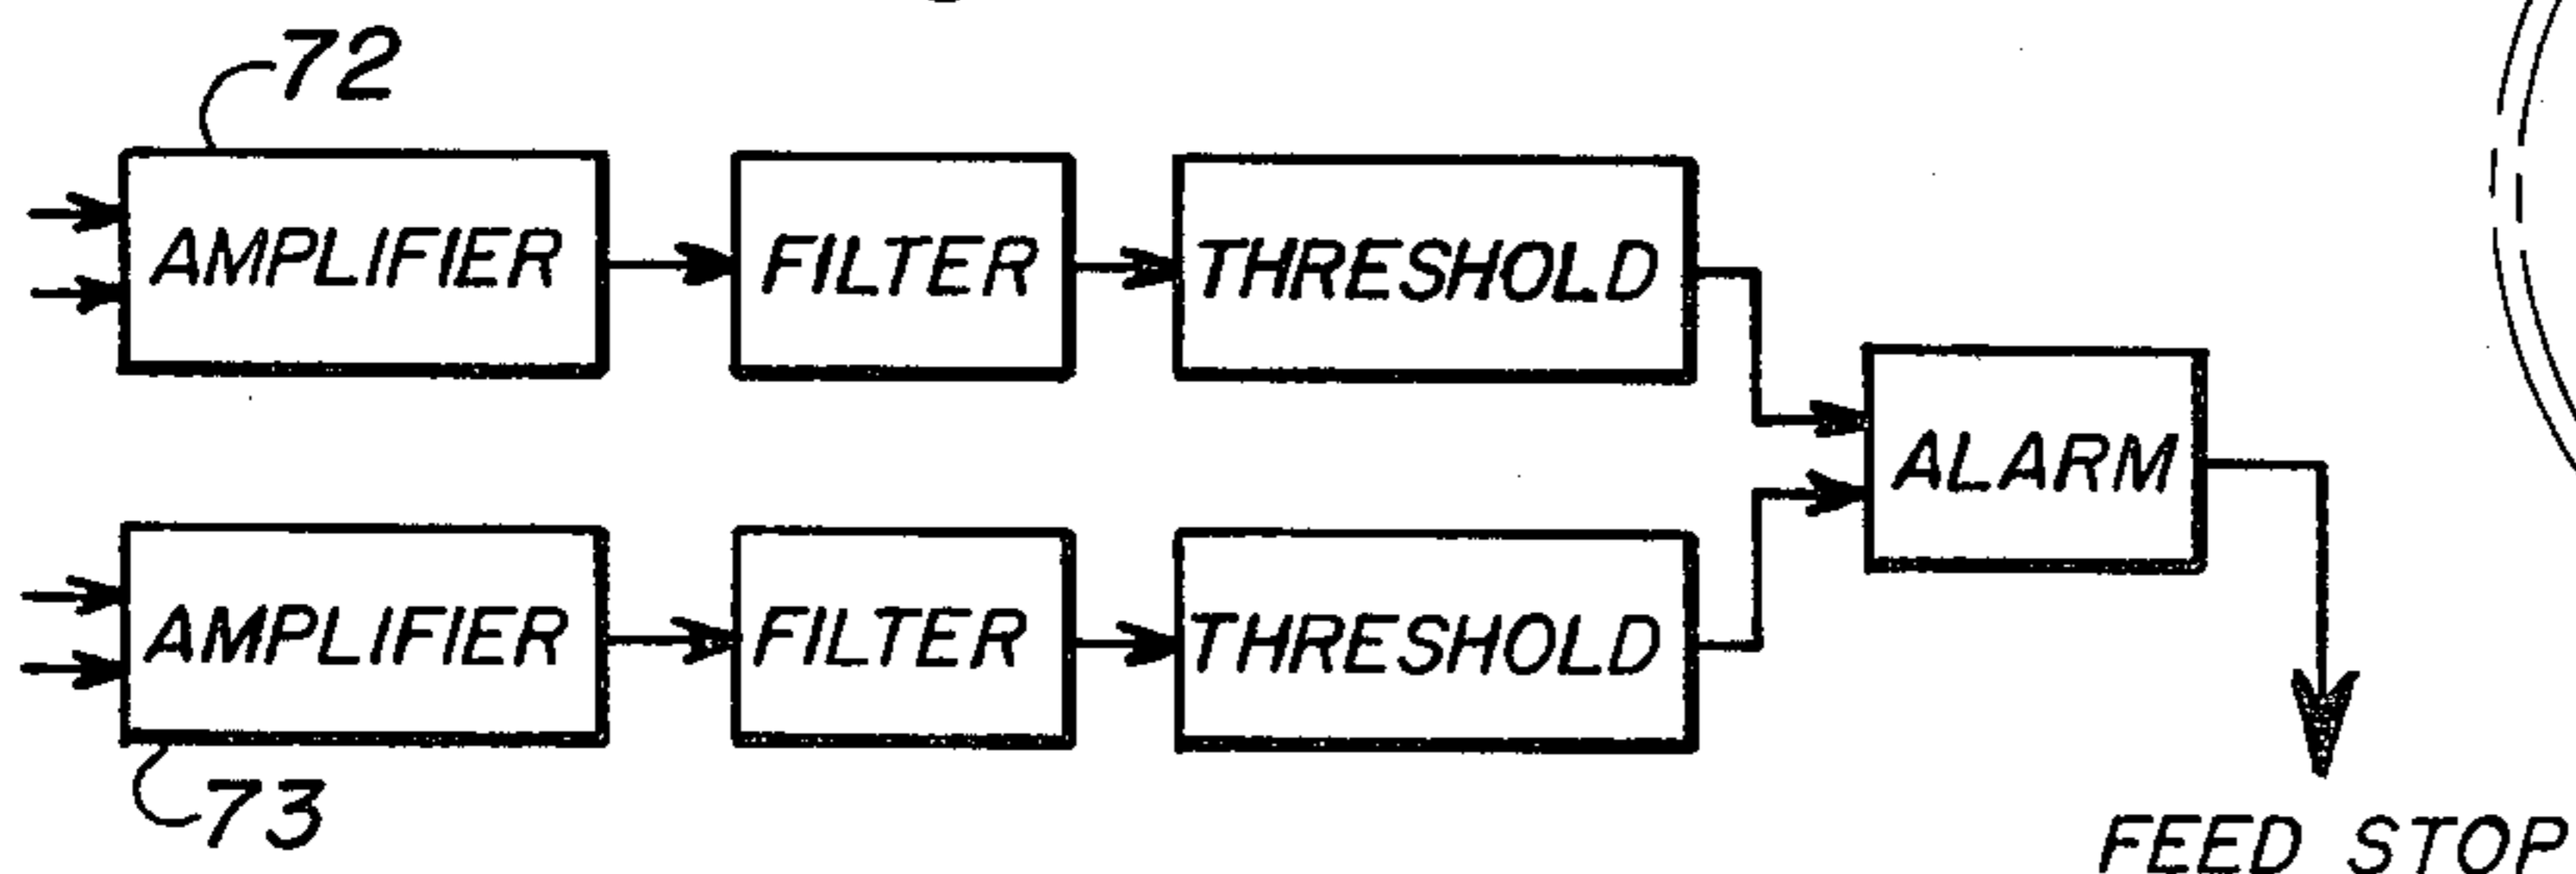 72
AMPLIFIER
FILTER
THRESHOLD
ALARM
AMPLIFIER
FILTER
THRESHOLD
73
FEED STOP